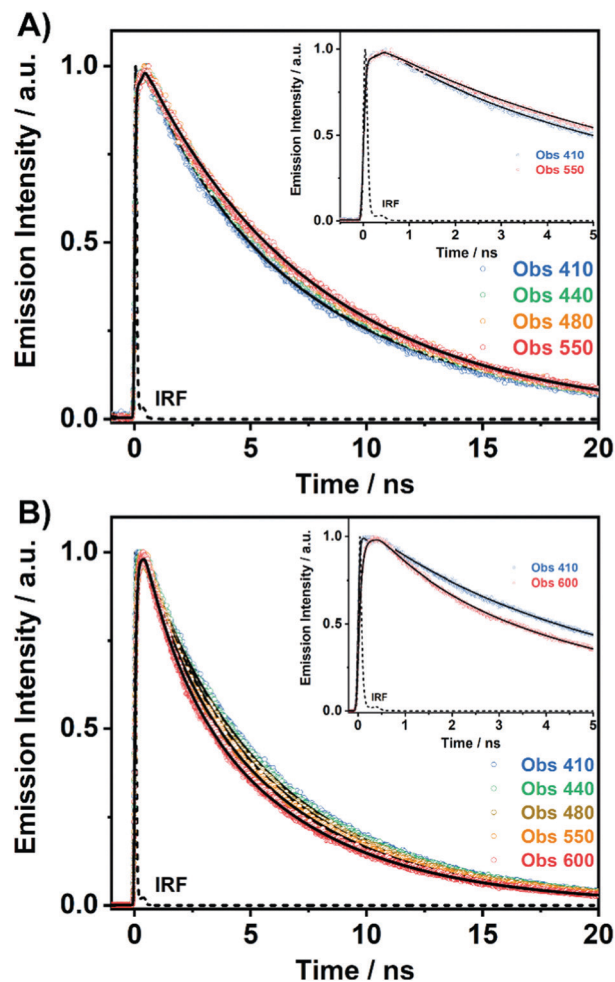 A)
Emission Intensity / a.u.
1.0
0.5
0.0
0
5
10
15
20
Time / ns
IRF
Obs 410
Obs 440
Obs 480
Obs 550
Emission Intensity / a.u.
1.0
0.5
0.0
0
1
2
3
4
5
Time / ns
IRF
Obs 410
Obs 550
B)
Emission Intensity / a.u.
1.0
0.5
0.0
0
5
10
15
20
Time / ns
IRF
Obs 410
Obs 440
Obs 480
Obs 550
Obs 600
Emission Intensity / a.u.
1.0
0.5
0.0
0
1
2
3
4
5
Time / ns
IRF
Obs 410
Obs 600